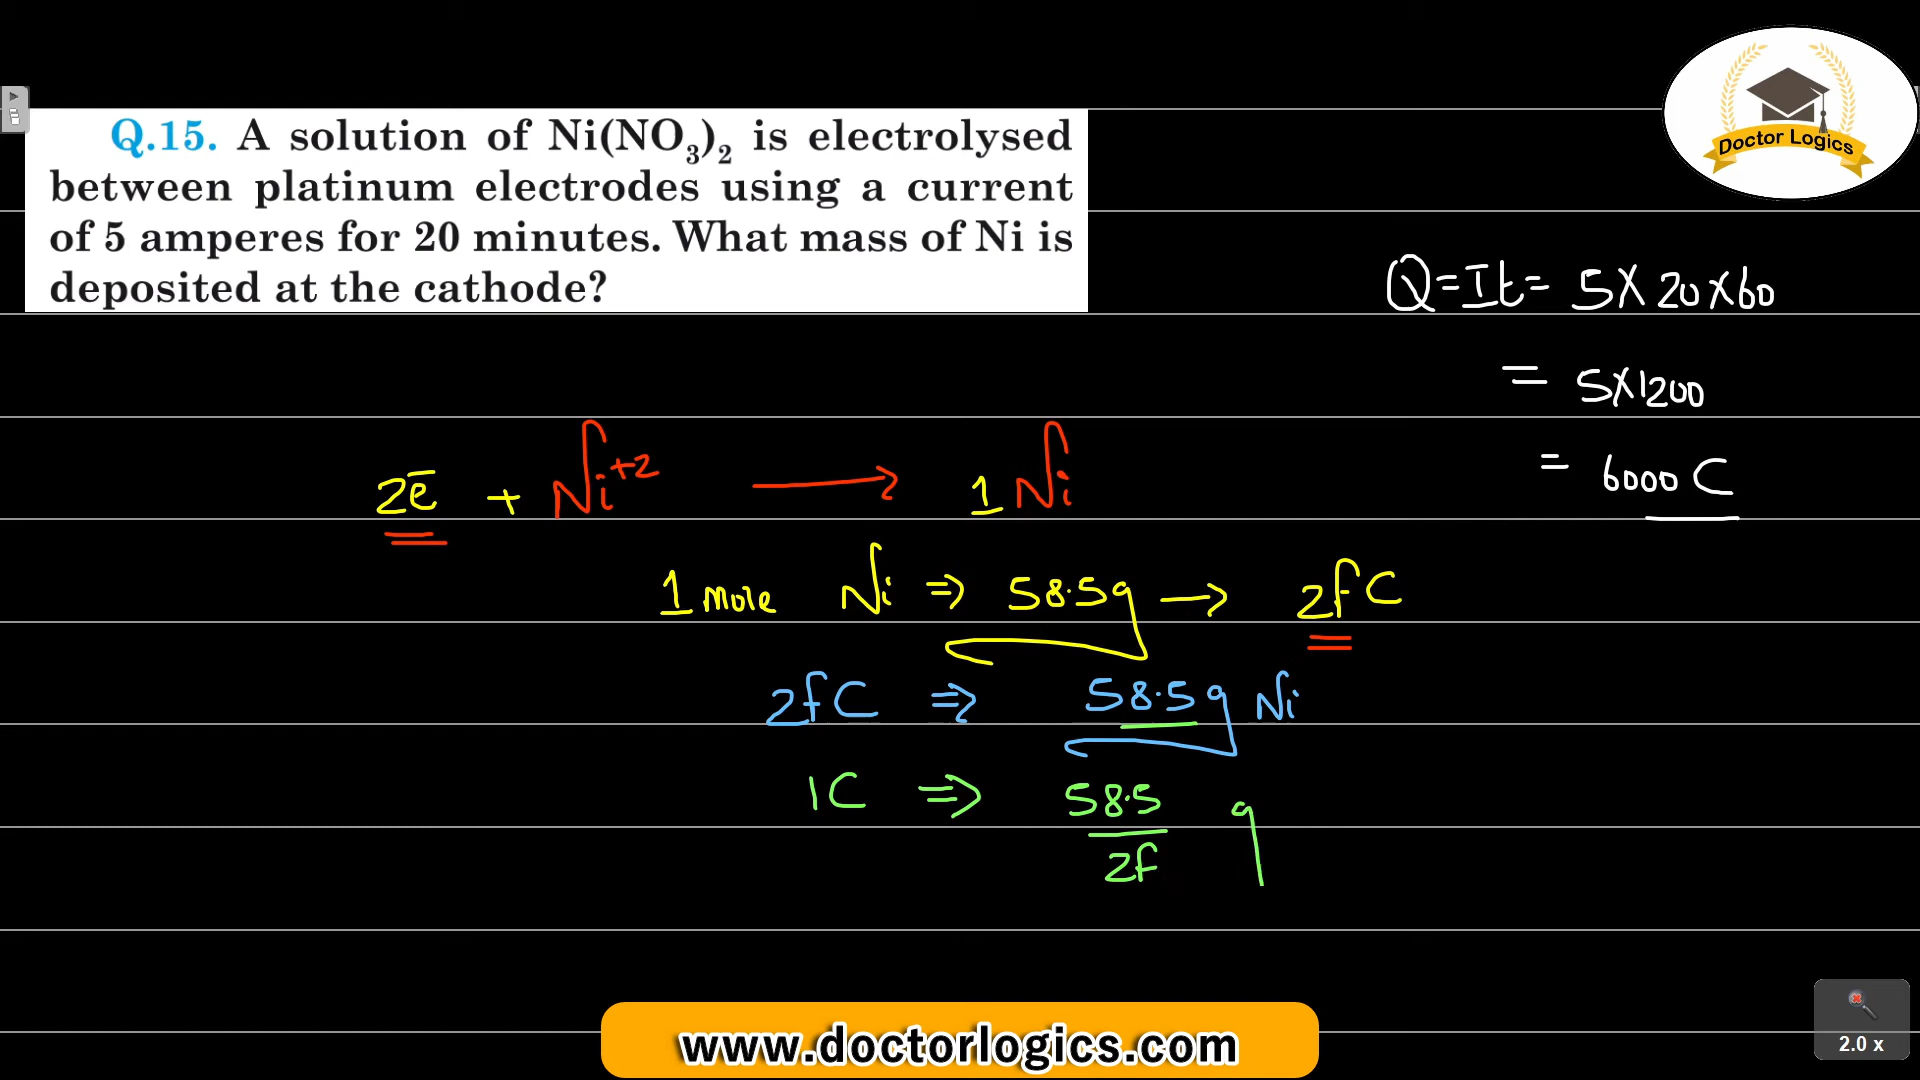 Doctor Logics
Q.15. A solution of Ni(NO₃)₂ is electrolysed
between platinum electrodes using a current
of 5 amperes for 20 minutes. What mass of Ni is
deposited at the cathode?
Q=It= 5X20X60
= 5X1200
= 6000 C
2e̅ + Ni⁺² ⟶ 1 Ni
1 mole Ni ⇒ 58.5g → 2fC
2fC ⇒ 58.5g Ni
1C ⇒ 58.5/2f g
www.doctorlogics.com
2.0 x